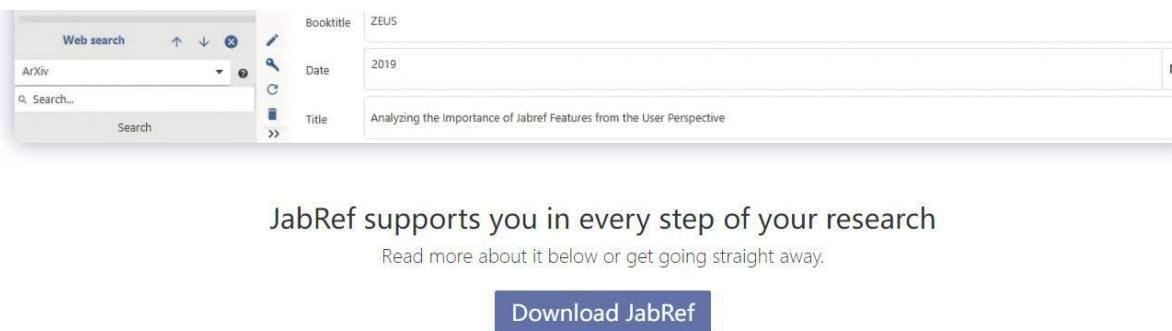 Web search
ArXiv
Search...
Search
>>
Booktitle ZEUS
Date 2019
Title Analyzing the Importance of Jabref Features from the User Perspective
JabRef supports you in every step of your research
Read more about it below or get going straight away.
Download JabRef